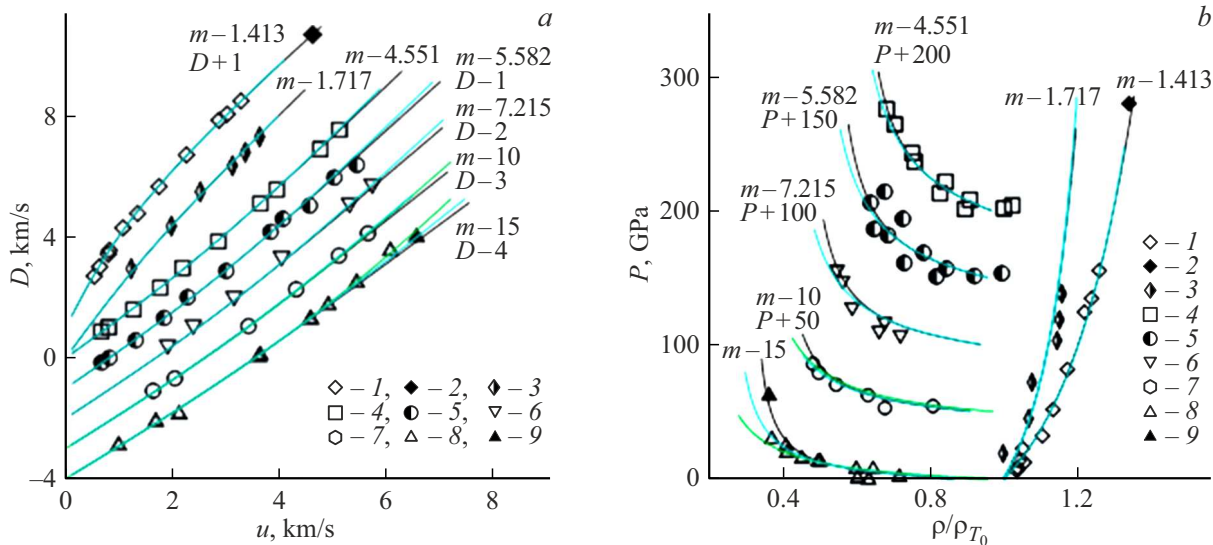 a
m−1.413
D+1
m−1.717
m−4.551
m−5.582
D−1
m−7.215
D−2
m−10
D−3
m−15
D−4
8
4
0
−4
D, km/s
0
2
4
6
8
u, km/s
−1, −2, −3
−4, −5, −6
−7, −8, −9
b
m−4.551
P+200
m−1.717
m−1.413
m−5.582
P+150
m−7.215
P+100
m−10
P+50
m−15
300
200
100
0
P, GPa
0.4
0.8
1.2
ρ/ρT0
−1
−2
−3
−4
−5
−6
−7
−8
−9